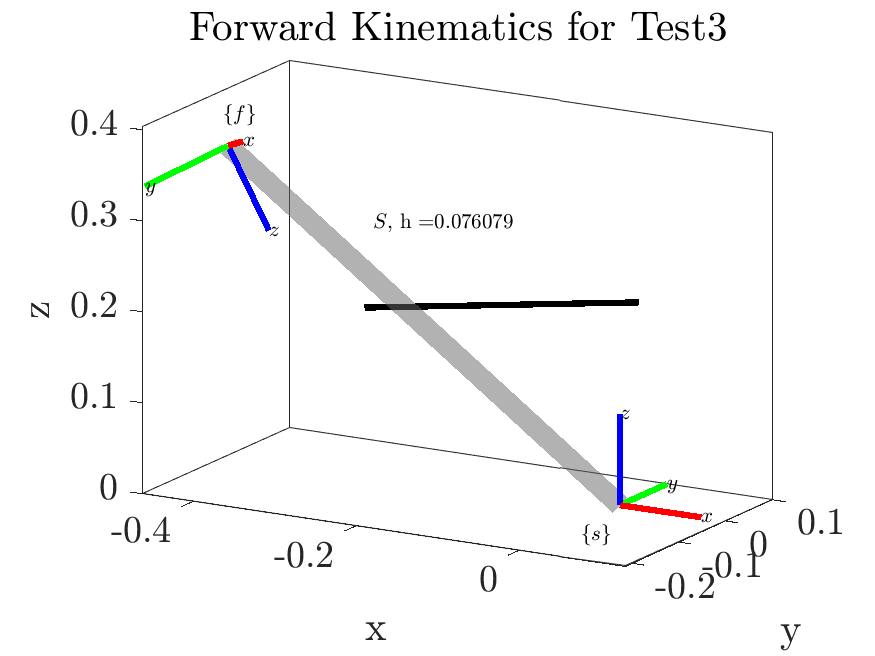 Forward Kinematics for Test3
{f}
x
y
z
S, h =0.076079
z
y
x
{s}
0.4
0.3
0.2
0.1
0
z
-0.4
-0.2
0
x
-0.2
-0.1
0
0.1
y